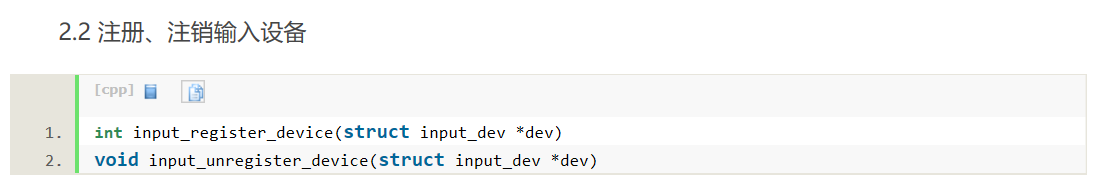 2.2 注册、注销输入设备
[cpp]
1. int input_register_device(struct input_dev *dev)
2. void input_unregister_device(struct input_dev *dev)